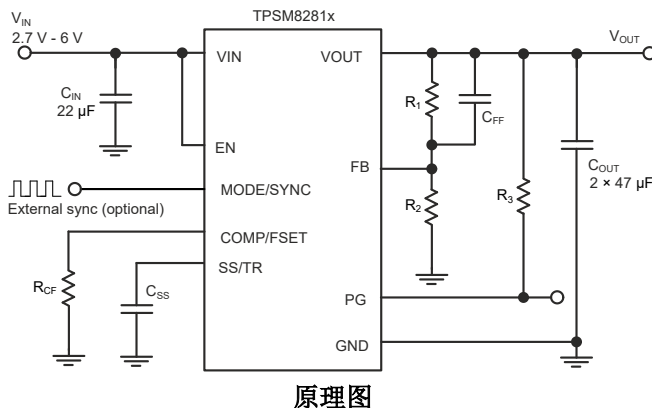 TPSM8281x
V_IN
2.7 V - 6 V
VIN
VOUT
V_OUT
C_IN
22 µF
R_1
C_FF
EN
FB
C_OUT
2 × 47 µF
MODE/SYNC
External sync (optional)
R_2
R_3
COMP/FSET
SS/TR
R_CF
C_SS
PG
GND
原理图